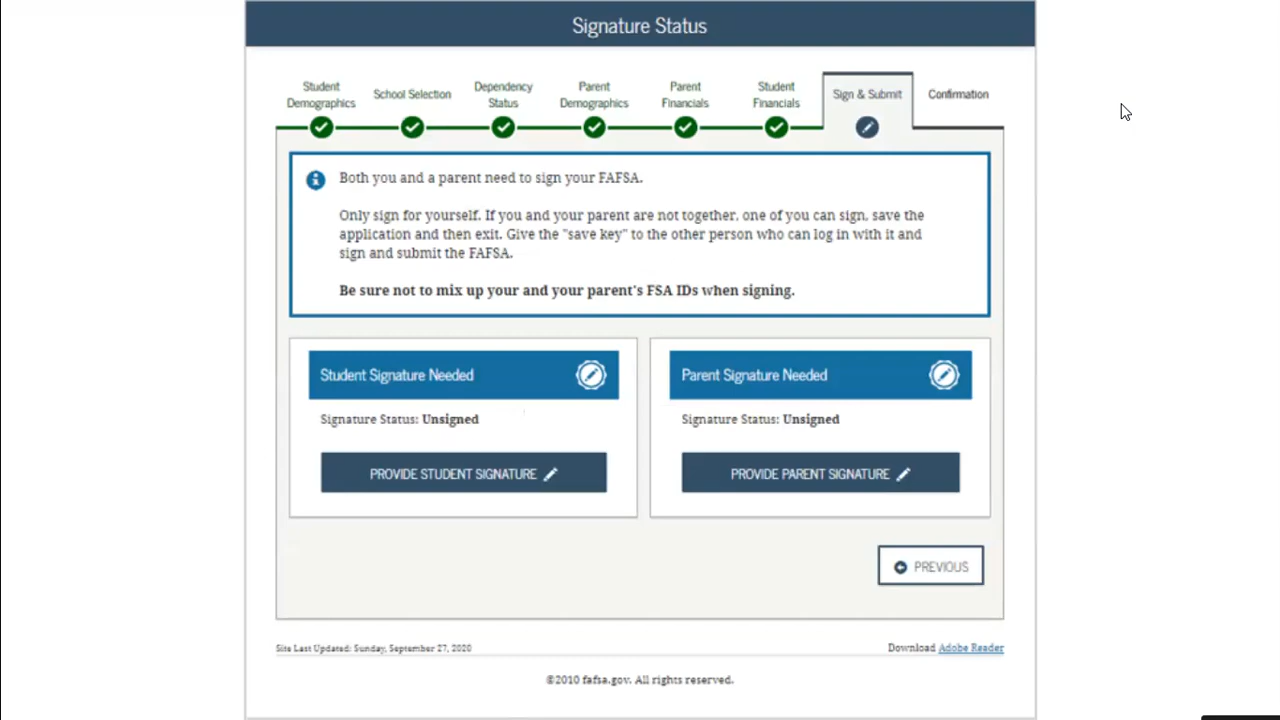 Signature Status
Student
Demographics
School Selection
Dependency
Status
Parent
Demographics
Parent
Financials
Student
Financials
Sign & Submit
Confirmation
Both you and a parent need to sign your FAFSA.
Only sign for yourself. If you and your parent are not together, one of you can sign, save the
application and then exit. Give the "save key" to the other person who can log in with it and
sign and submit the FAFSA.
Be sure not to mix up your and your parent's FSA IDs when signing.
Student Signature Needed
Signature Status: Unsigned
PROVIDE STUDENT SIGNATURE
Parent Signature Needed
Signature Status: Unsigned
PROVIDE PARENT SIGNATURE
PREVIOUS
Site Last Updated: Sunday, September 27, 2020
Download Adobe Reader
©2010 fafsa.gov. All rights reserved.